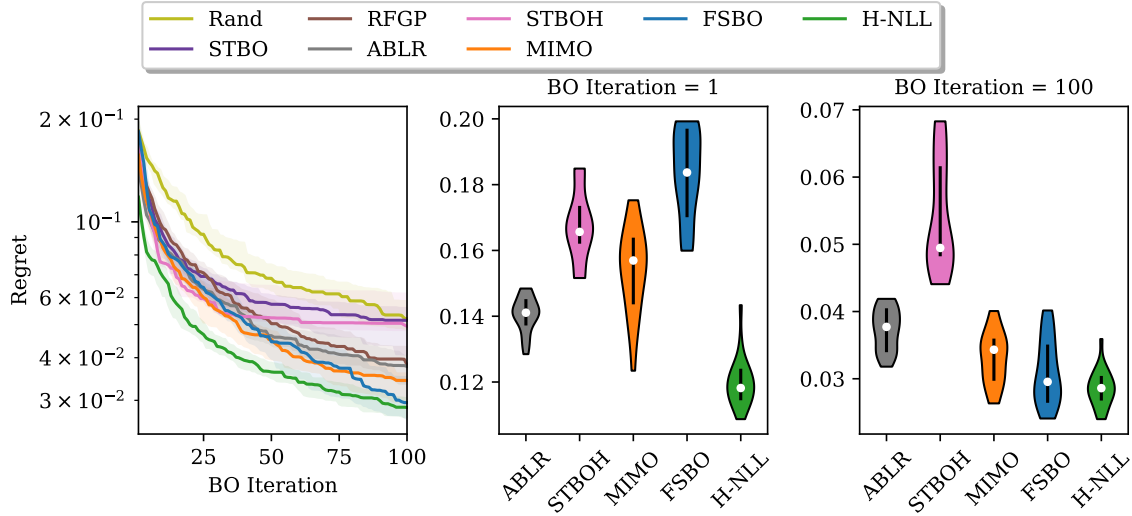 Rand RFGP STBOH FSBO H-NLL
STBO ABLR MIMO
Regret
2 × 10⁻¹
10⁻¹
6 × 10⁻²
4 × 10⁻²
3 × 10⁻²
25 50 75 100
BO Iteration
BO Iteration = 1
0.20
0.18
0.16
0.14
0.12
ABLR STBOH MIMO FSBO H-NLL
BO Iteration = 100
0.07
0.06
0.05
0.04
0.03
ABLR STBOH MIMO FSBO H-NLL